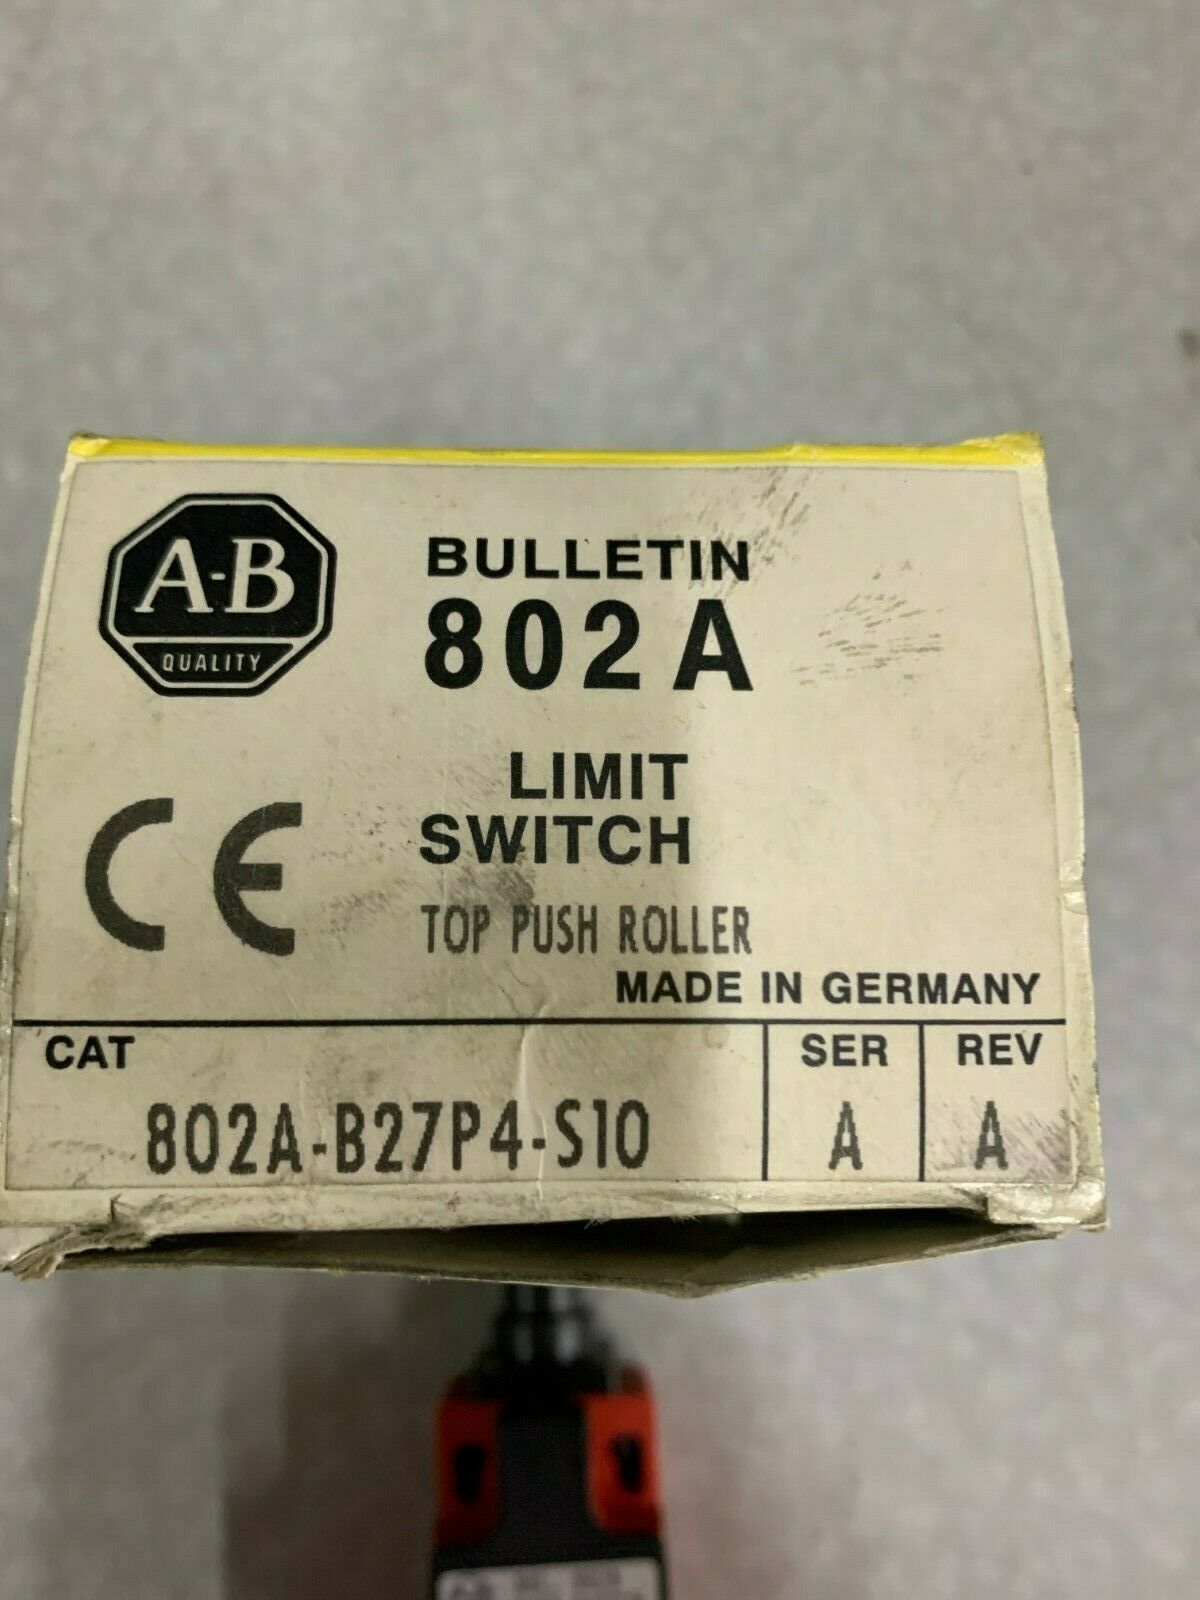 A-B
QUALITY
BULLETIN
802A
LIMIT
SWITCH
CE
TOP PUSH ROLLER
MADE IN GERMANY
CAT SER REV
802A-B27P4-S10 A A